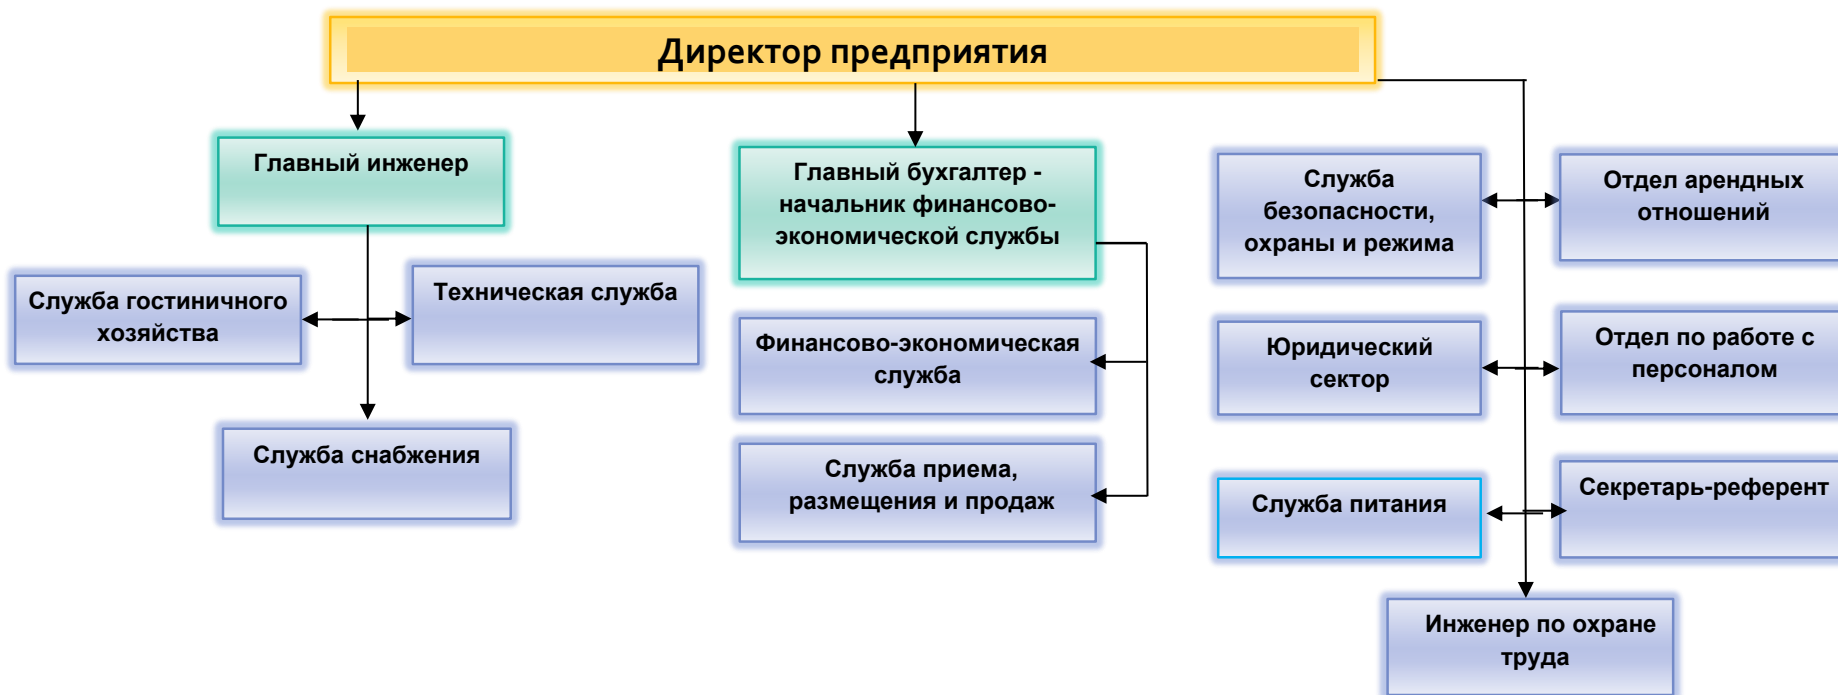 Директор предприятия
Главный инженер
Служба гостиничного
хозяйства
Техническая служба
Служба снабжения
Главный бухгалтер -
начальник финансово-
экономической службы
Финансово-экономическая
служба
Служба приема,
размещения и продаж
Служба
безопасности,
охраны и режима
Отдел арендных
отношений
Юридический
сектор
Отдел по работе с
персоналом
Служба питания
Секретарь-референт
Инженер по охране
труда